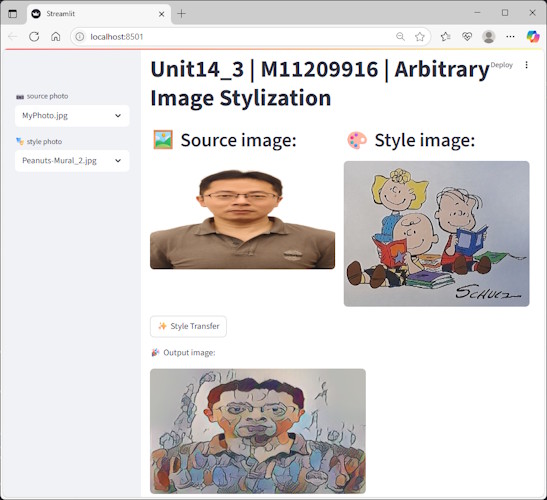 Streamlit
localhost:8501
Deploy
source photo
MyPhoto.jpg
style photo
Peanuts-Mural_2.jpg
Unit14_3 | M11209916 | Arbitrary
Image Stylization
Source image:
Style image:
SCHULZ
Style Transfer
Output image: